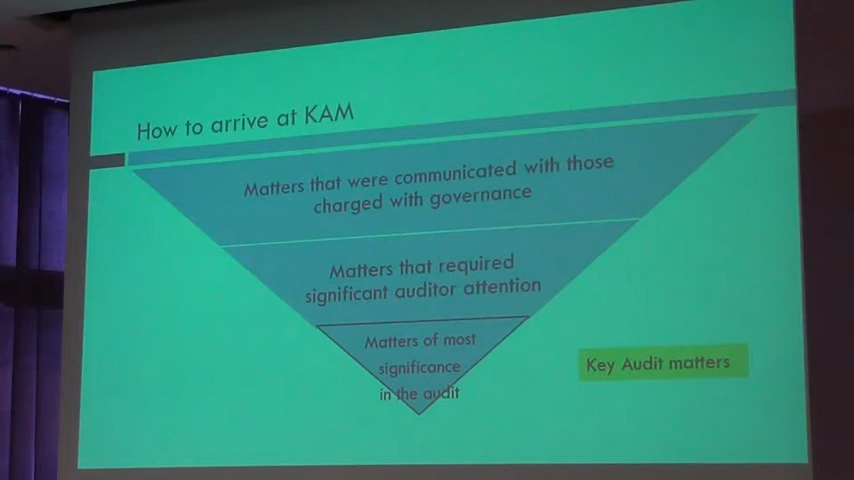 How to arrive at KAM
Matters that were communicated with those
charged with governance
Matters that required
significant auditor attention
Matters of most
significance
in the audit
Key Audit matters